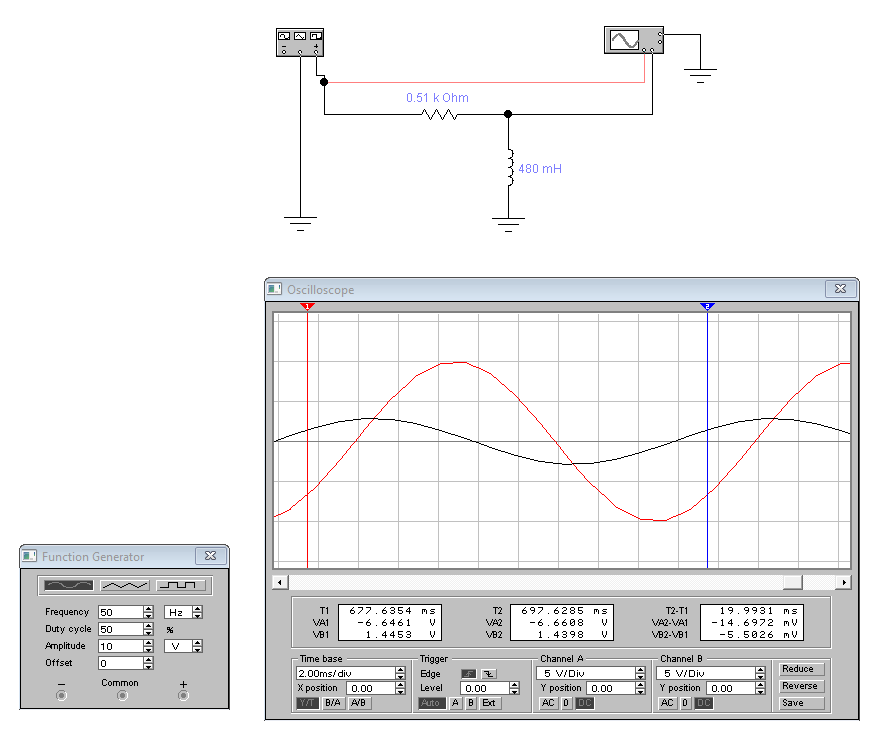 − +
0.51 k Ohm
480 mH
Oscilloscope
1 2
T1 677.6354 ms T2 697.6285 ms T2-T1 19.9931 ms
VA1 -6.6461 V VA2 -6.6608 V VA2-VA1 -14.6972 mV
VB1 1.4453 V VB2 1.4398 V VB2-VB1 -5.5026 mV
Time base Trigger Channel A Channel B
2.00ms/div Edge 5 V/Div 5 V/Div Reduce
X position 0.00 Level 0.00 Y position 0.00 Y position 0.00 Reverse
Y/T B/A A/B Auto A B Ext AC 0 DC AC 0 DC Save
Function Generator
Frequency 50 Hz
Duty cycle 50 %
Amplitude 10 V
Offset 0
− Common +